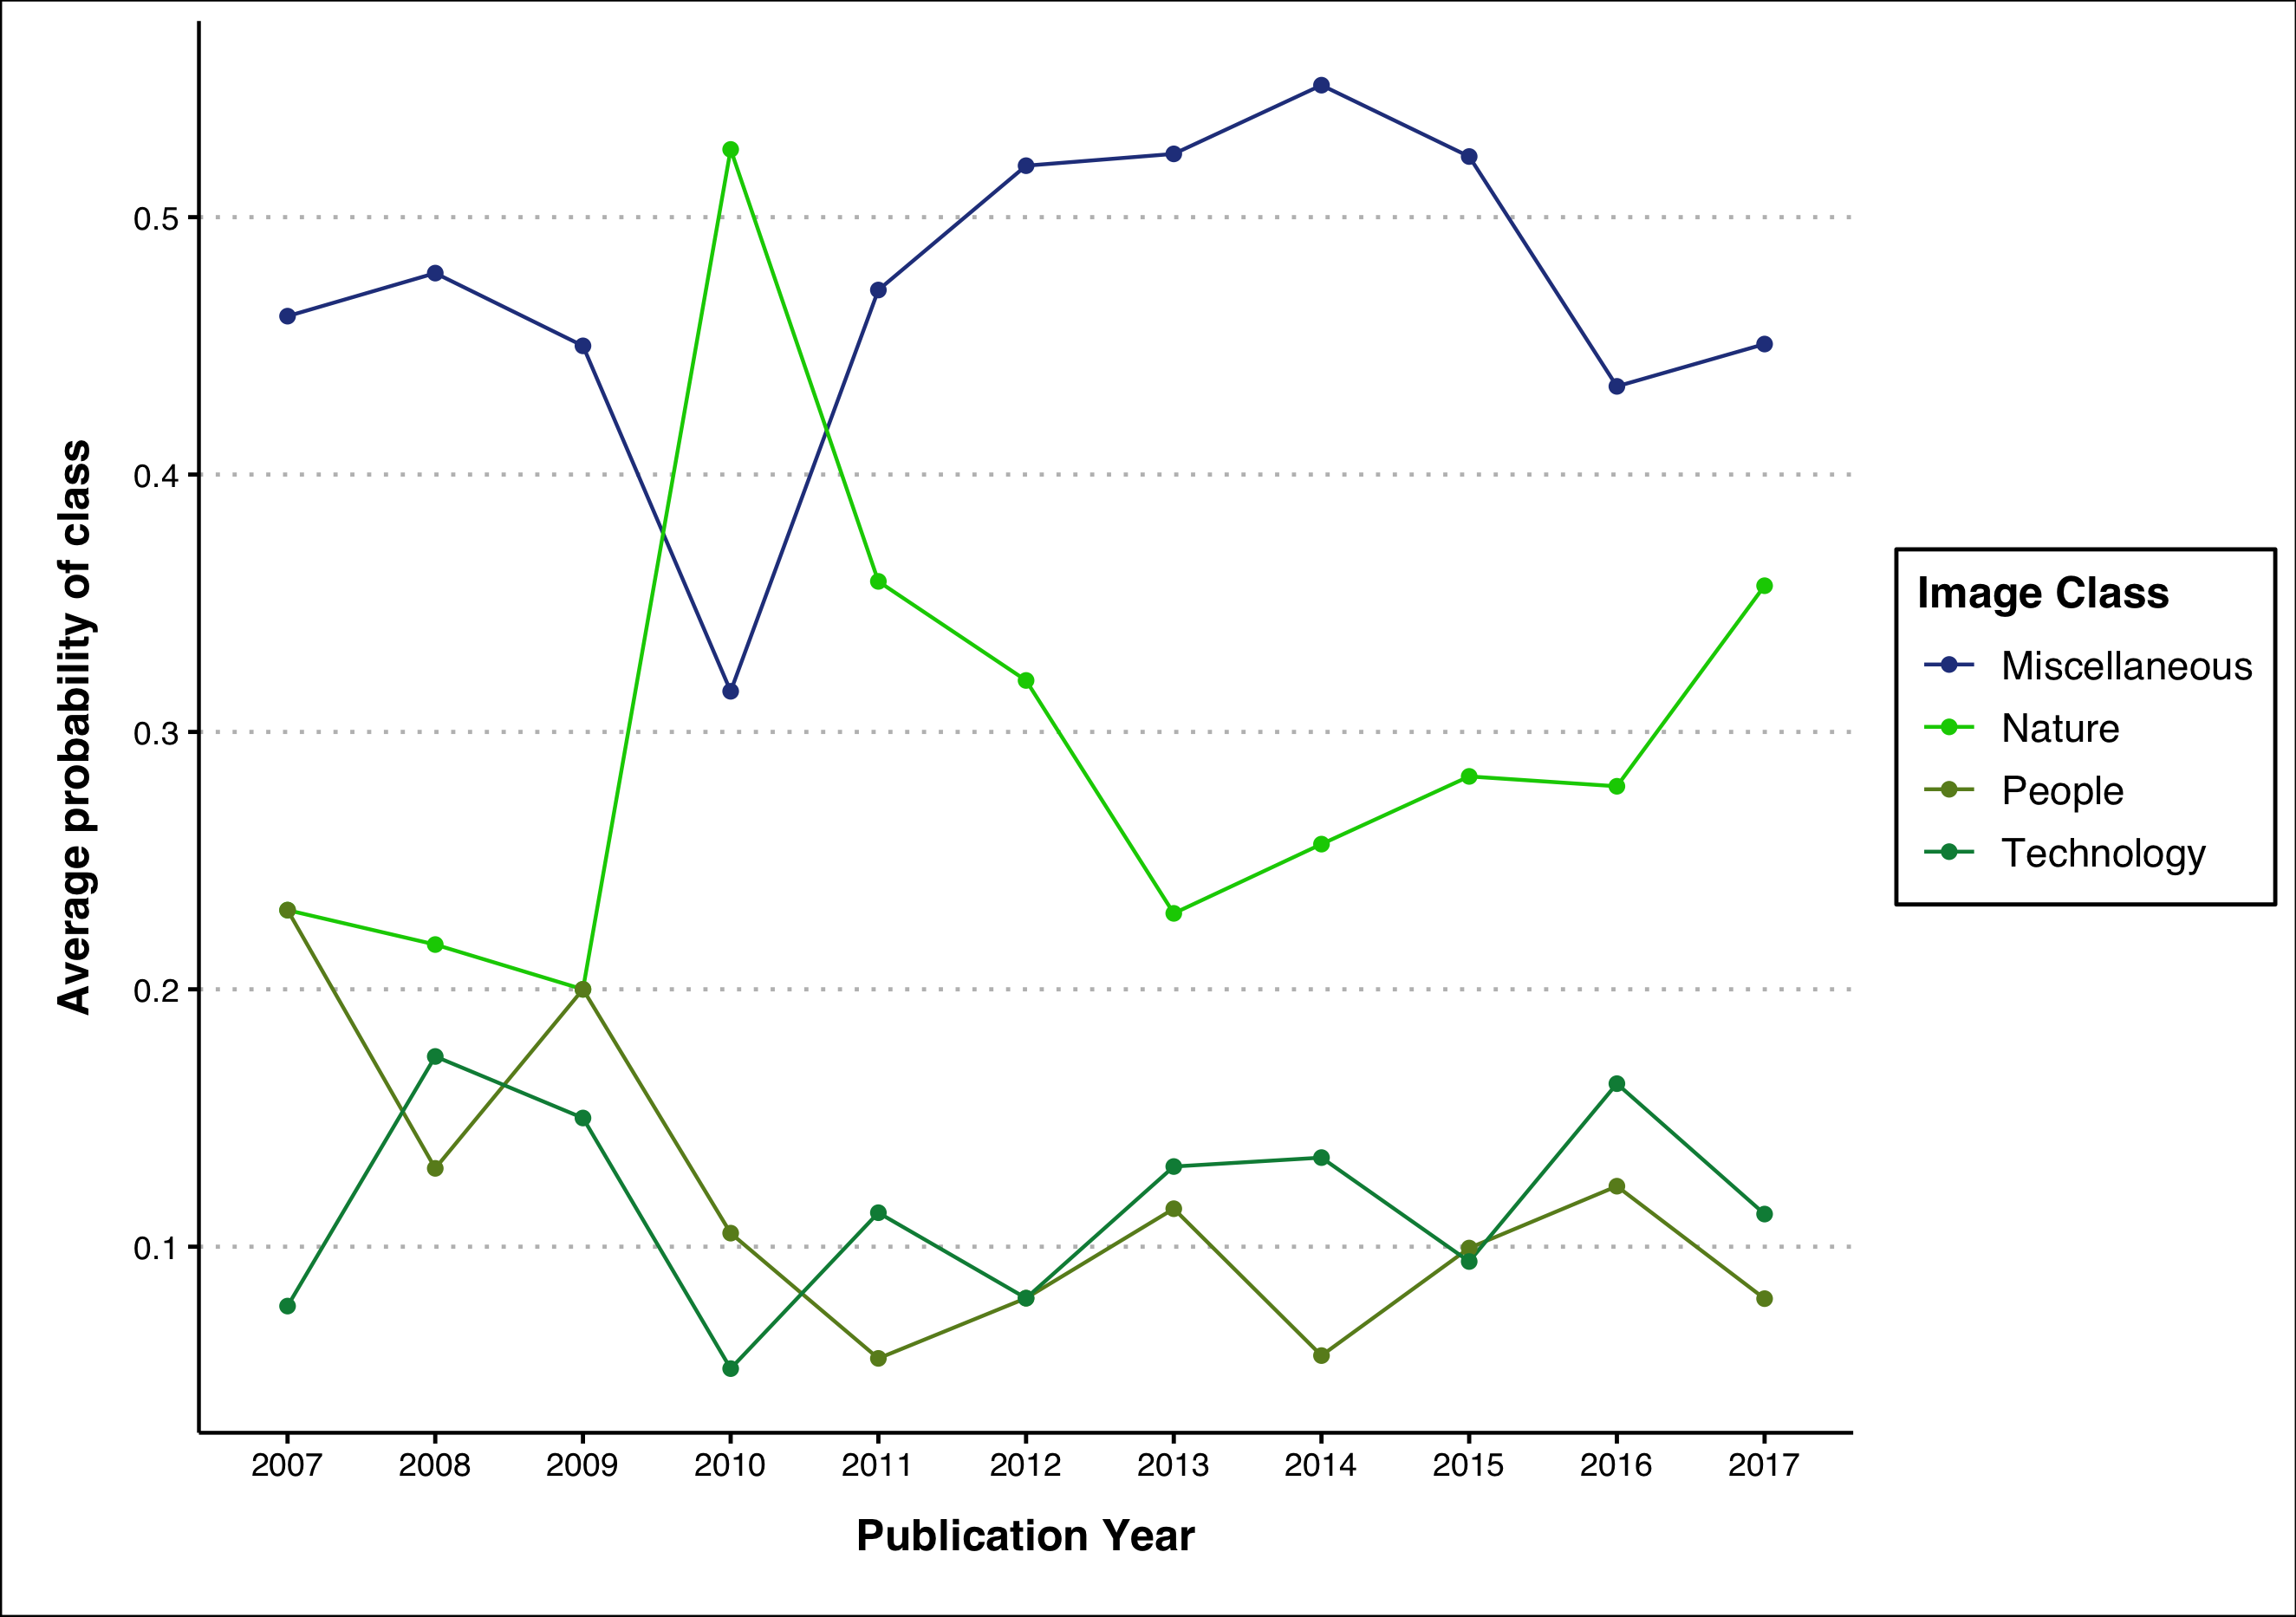 Average probability of class
0.5
0.4
0.3
0.2
0.1
2007 2008 2009 2010 2011 2012 2013 2014 2015 2016 2017
Publication Year
Image Class
Miscellaneous
Nature
People
Technology